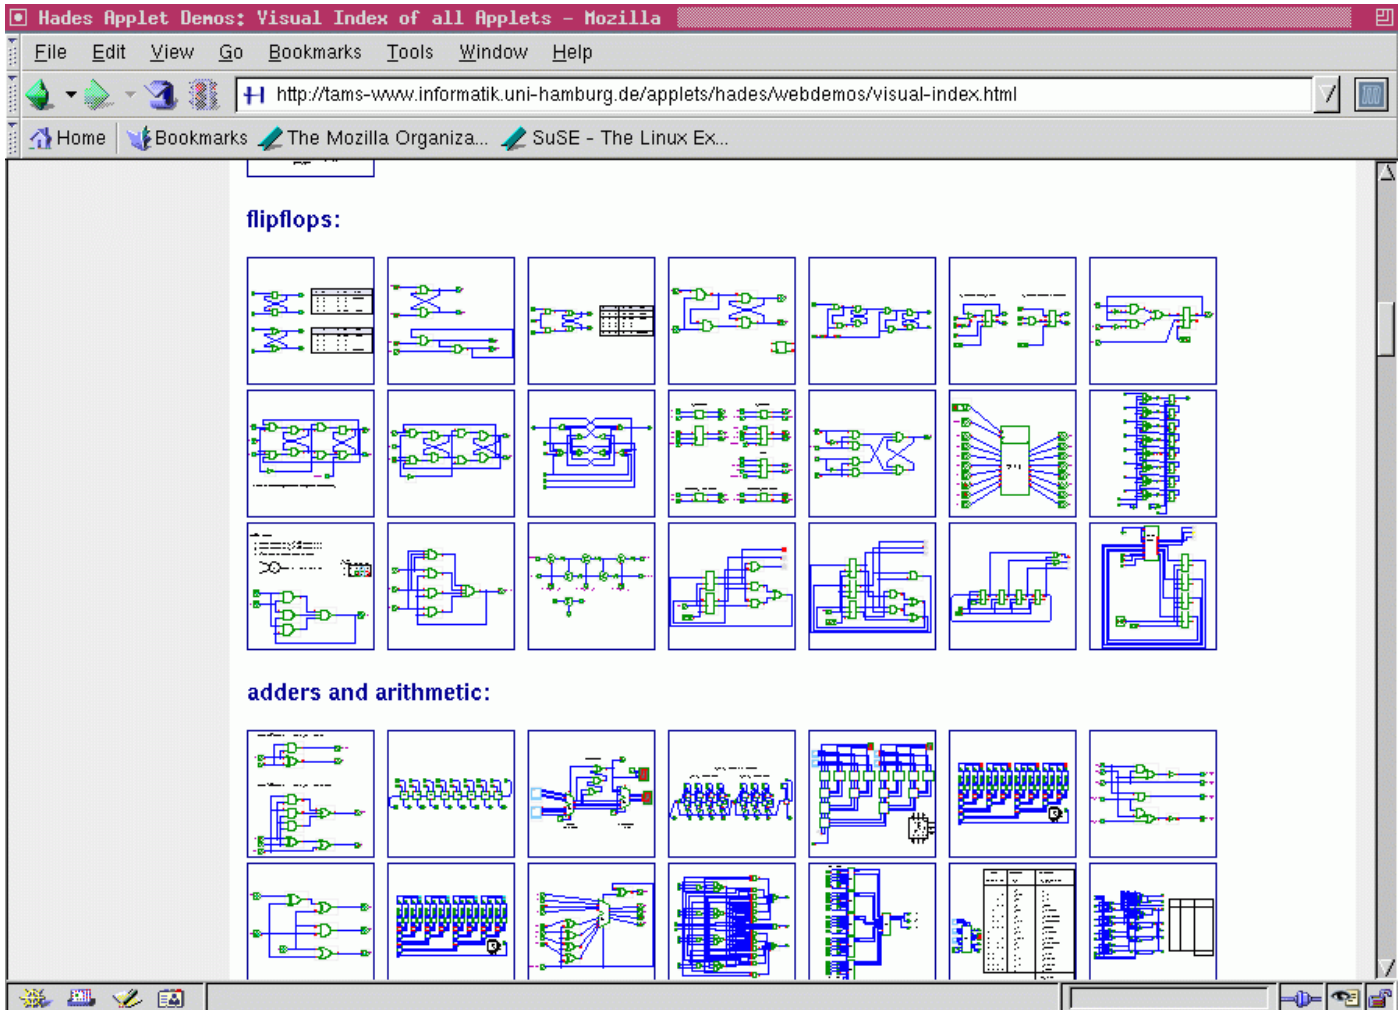 Hades Applet Demos: Visual Index of all Applets - Mozilla
File Edit View Go Bookmarks Tools Window Help
http://tams-www.informatik.uni-hamburg.de/applets/hades/webdemos/visual-index.html
Home Bookmarks The Mozilla Organiza... SuSE - The Linux Ex...
flipflops:
adders and arithmetic: